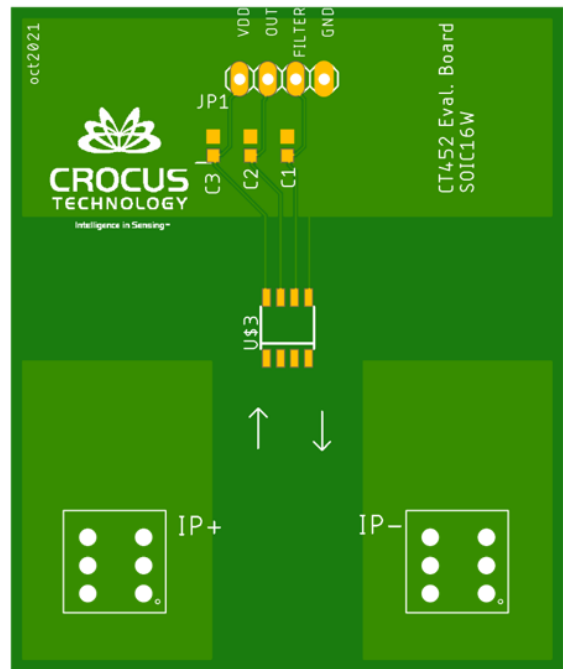 oct2021
VDD
OUT
FILTER
GND
JP1
CT452 Eval. Board
SOIC16W
CROCUS
TECHNOLOGY
Intelligence in Sensing™
C3
C2
C1
U$3
IP+
IP-